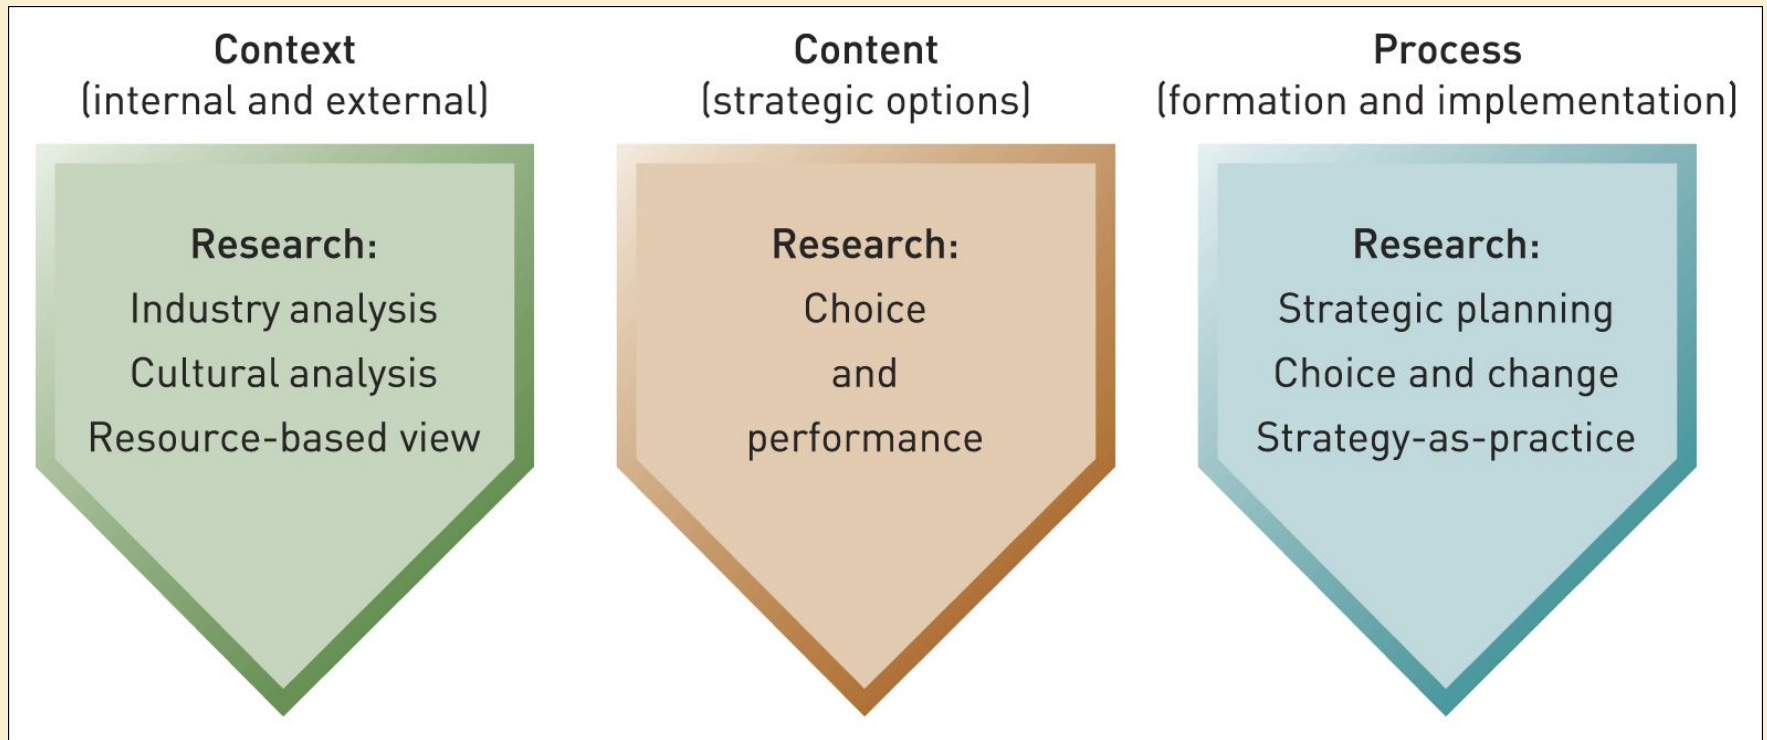 Context
(internal and external)
Research:
Industry analysis
Cultural analysis
Resource-based view
Content
(strategic options)
Research:
Choice
and
performance
Process
(formation and implementation)
Research:
Strategic planning
Choice and change
Strategy-as-practice